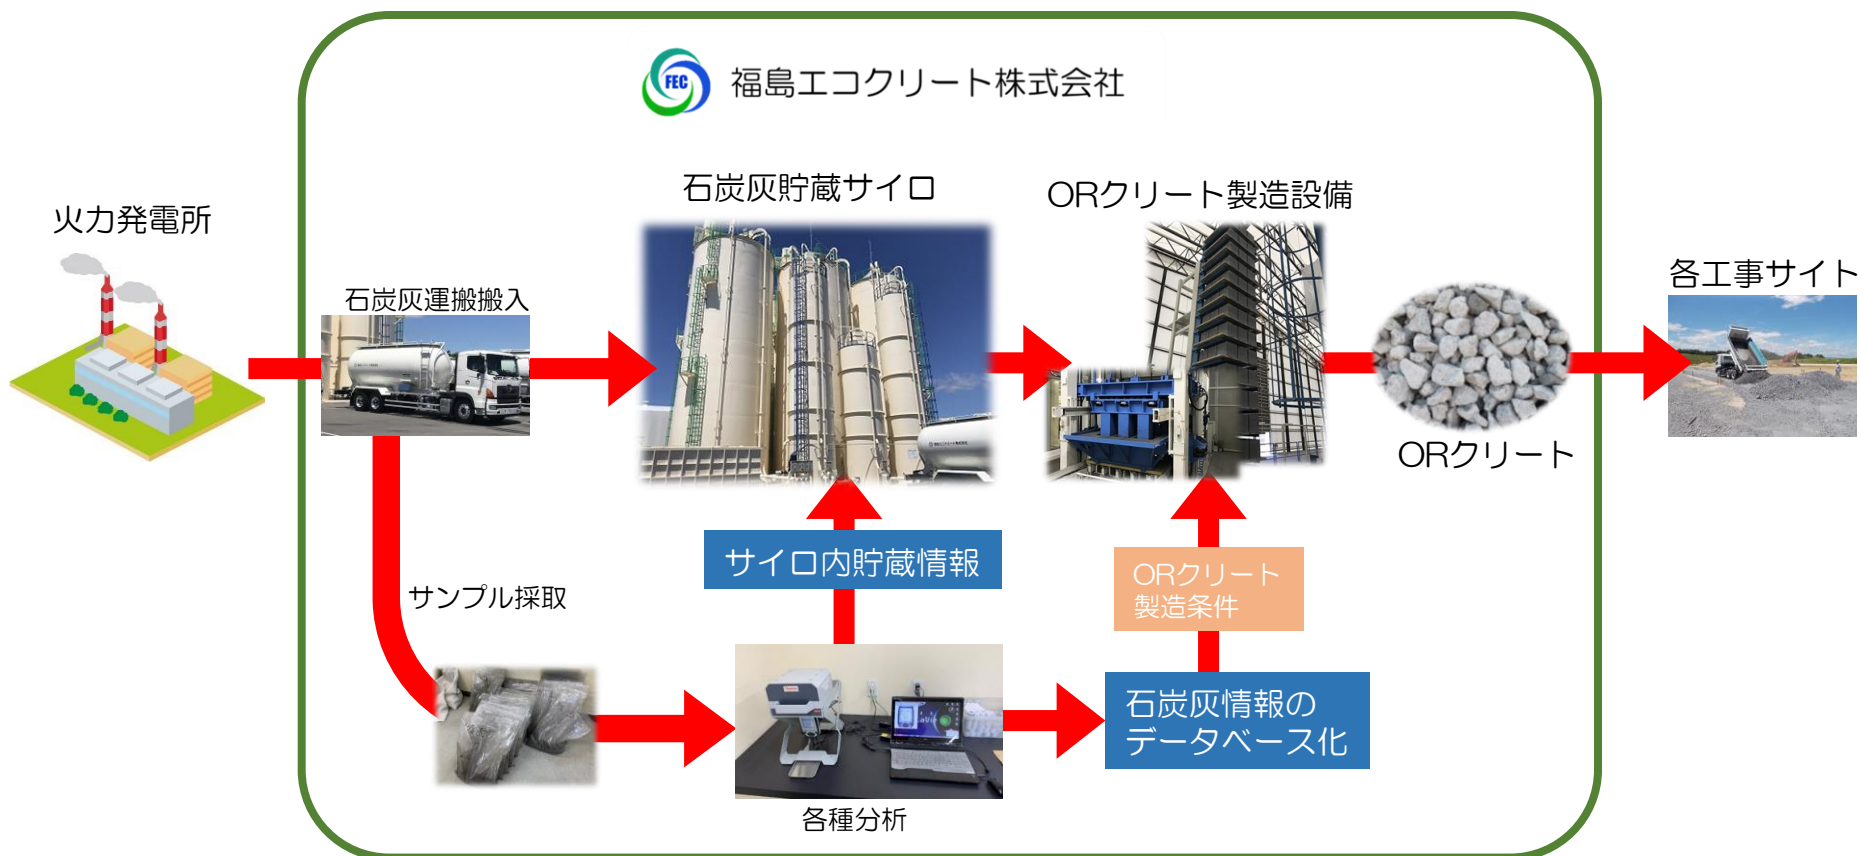 FEC
福島エコクリート株式会社
石炭灰貯蔵サイロ
ORクリート製造設備
火力発電所
各工事サイト
石炭灰運搬搬入
ORクリート
サイロ内貯蔵情報
ORクリート
製造条件
サンプル採取
石炭灰情報の
データベース化
各種分析